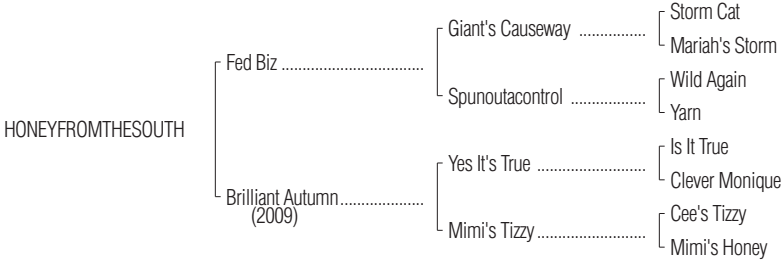 Storm Cat
Giant's Causeway ................
Mariah's Storm
Fed Biz ..................................
Wild Again
Spunoutacontrol ..................
Yarn
HONEYFROMTHESOUTH
Is It True
Yes It's True ..........................
Clever Monique
Brilliant Autumn....................
(2009)
Cee's Tizzy
Mimi's Tizzy..........................
Mimi's Honey